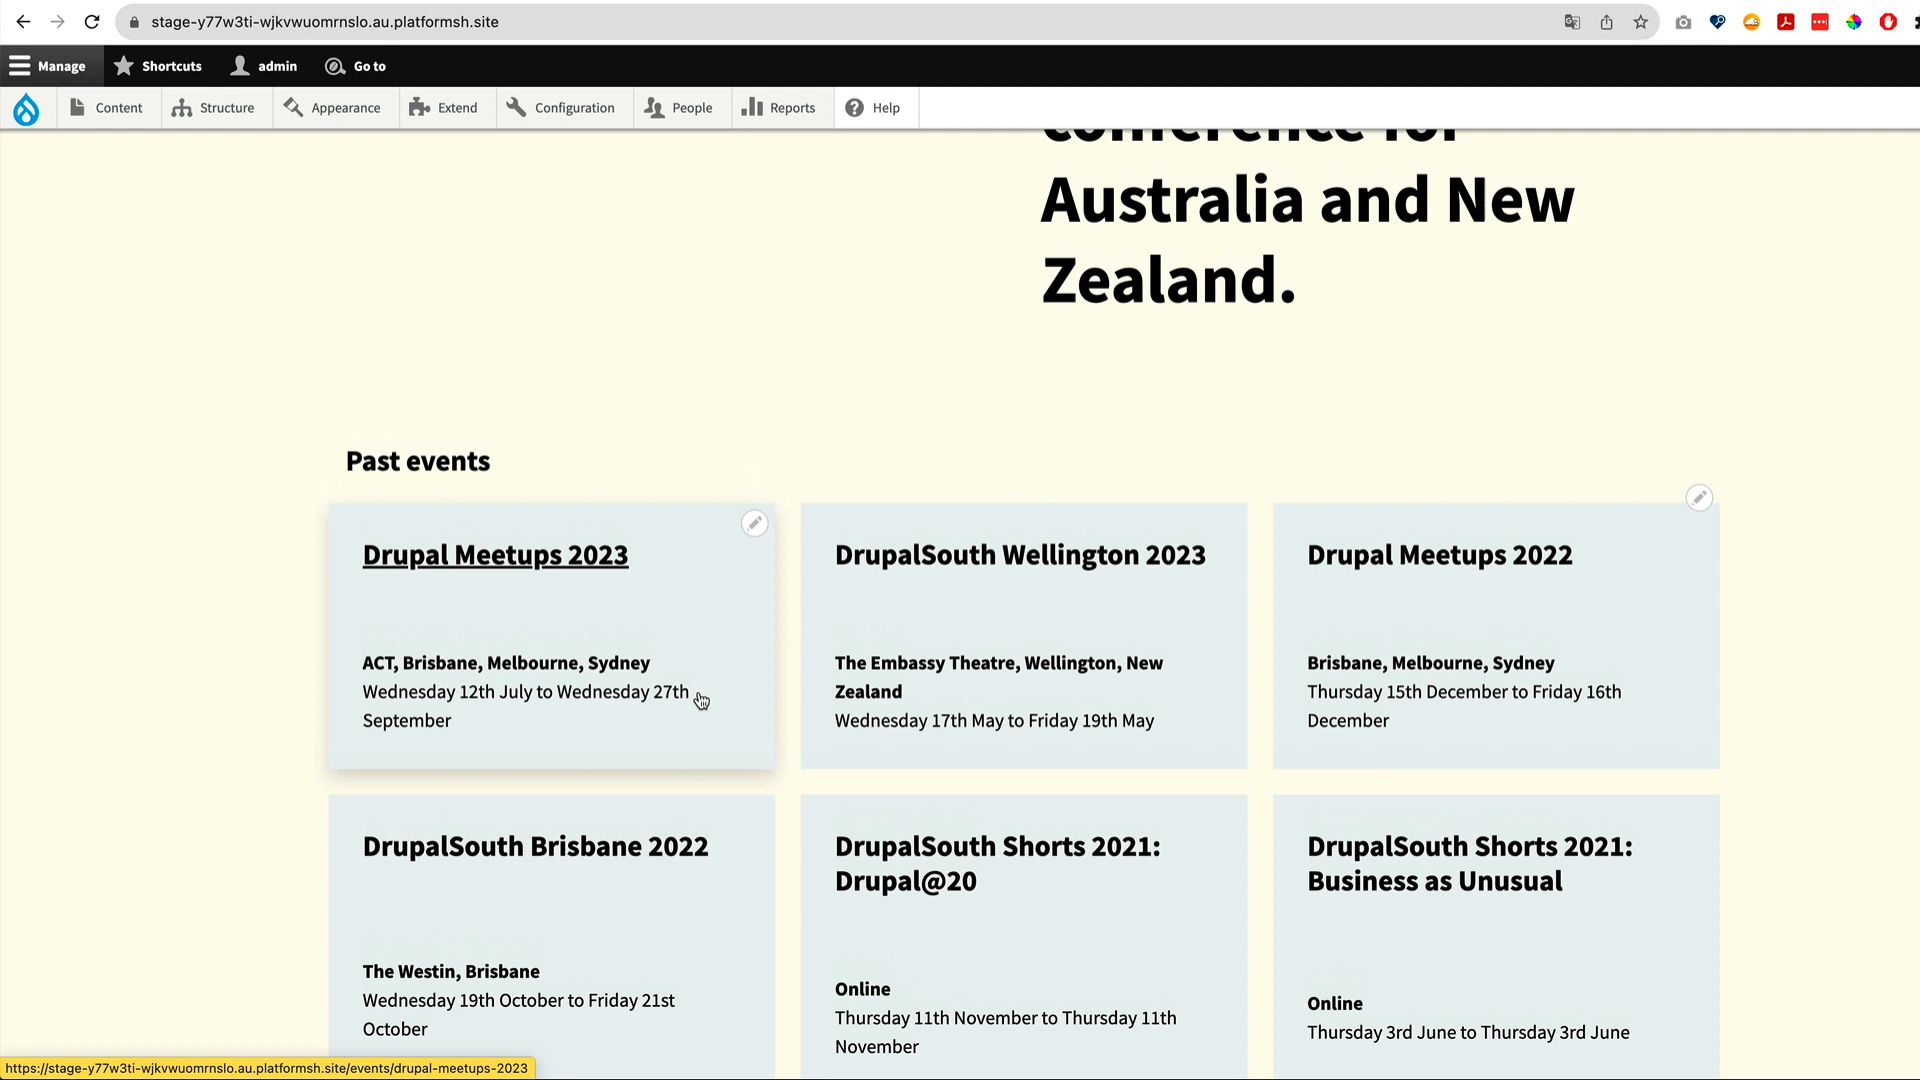 stage-y77w3ti-wjkvwuomrnslo.au.platformsh.site
Manage Shortcuts admin Go to
Content Structure Appearance Extend Configuration People Reports Help
conference for
Australia and New
Zealand.
Past events
Drupal Meetups 2023
ACT, Brisbane, Melbourne, Sydney
Wednesday 12th July to Wednesday 27th
September
DrupalSouth Wellington 2023
The Embassy Theatre, Wellington, New
Zealand
Wednesday 17th May to Friday 19th May
Drupal Meetups 2022
Brisbane, Melbourne, Sydney
Thursday 15th December to Friday 16th
December
DrupalSouth Brisbane 2022
The Westin, Brisbane
Wednesday 19th October to Friday 21st
October
DrupalSouth Shorts 2021:
Drupal@20
Online
Thursday 11th November to Thursday 11th
November
DrupalSouth Shorts 2021:
Business as Unusual
Online
Thursday 3rd June to Thursday 3rd June
https://stage-y77w3ti-wjkvwuomrnslo.au.platformsh.site/events/drupal-meetups-2023